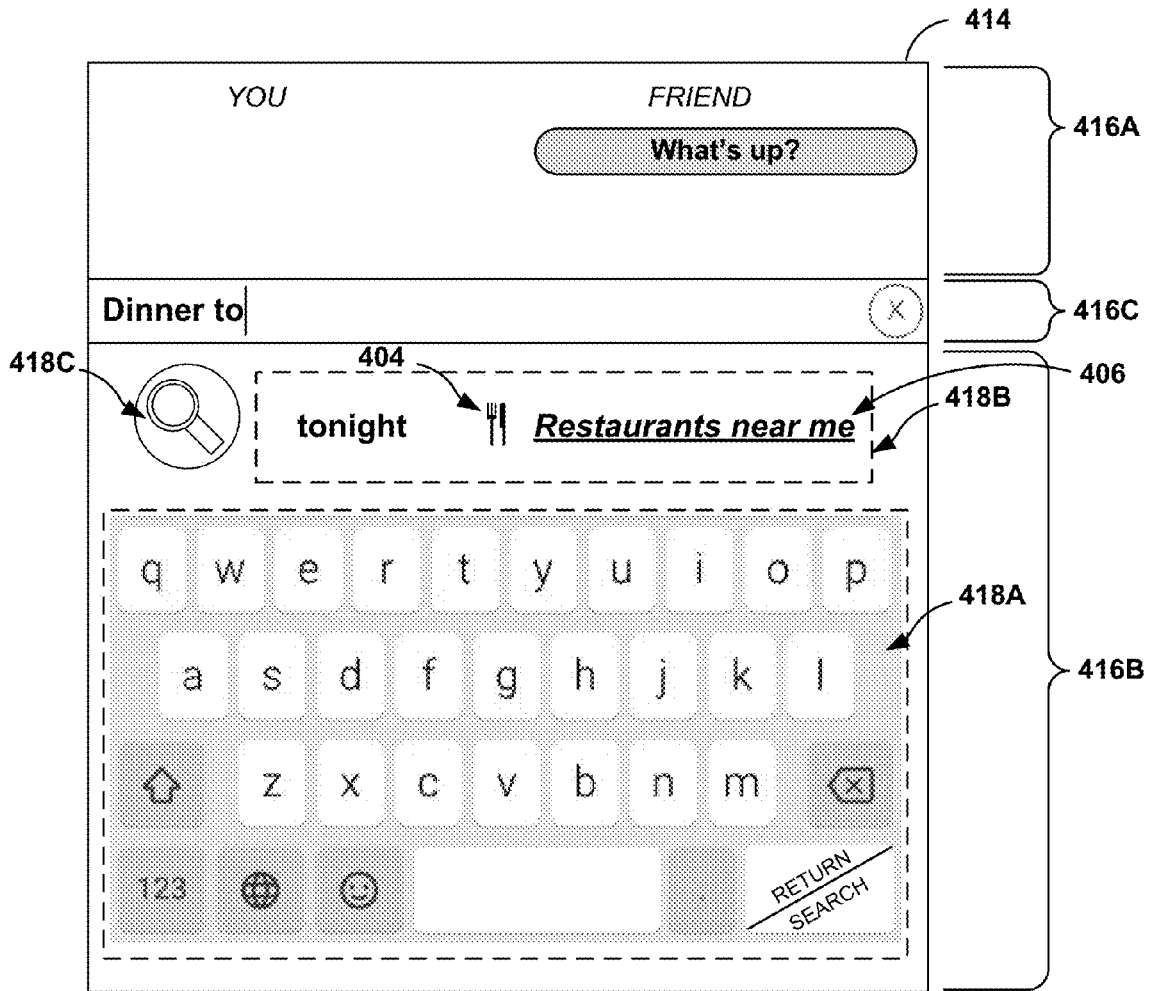 414
YOU FRIEND
What's up?
416A
Dinner to X
416C
418C 404 406
418B
tonight Restaurants near me
q w e r t y u i o p
418A
a s d f g h j k l
416B
z x c v b n m
123 . RETURN
SEARCH